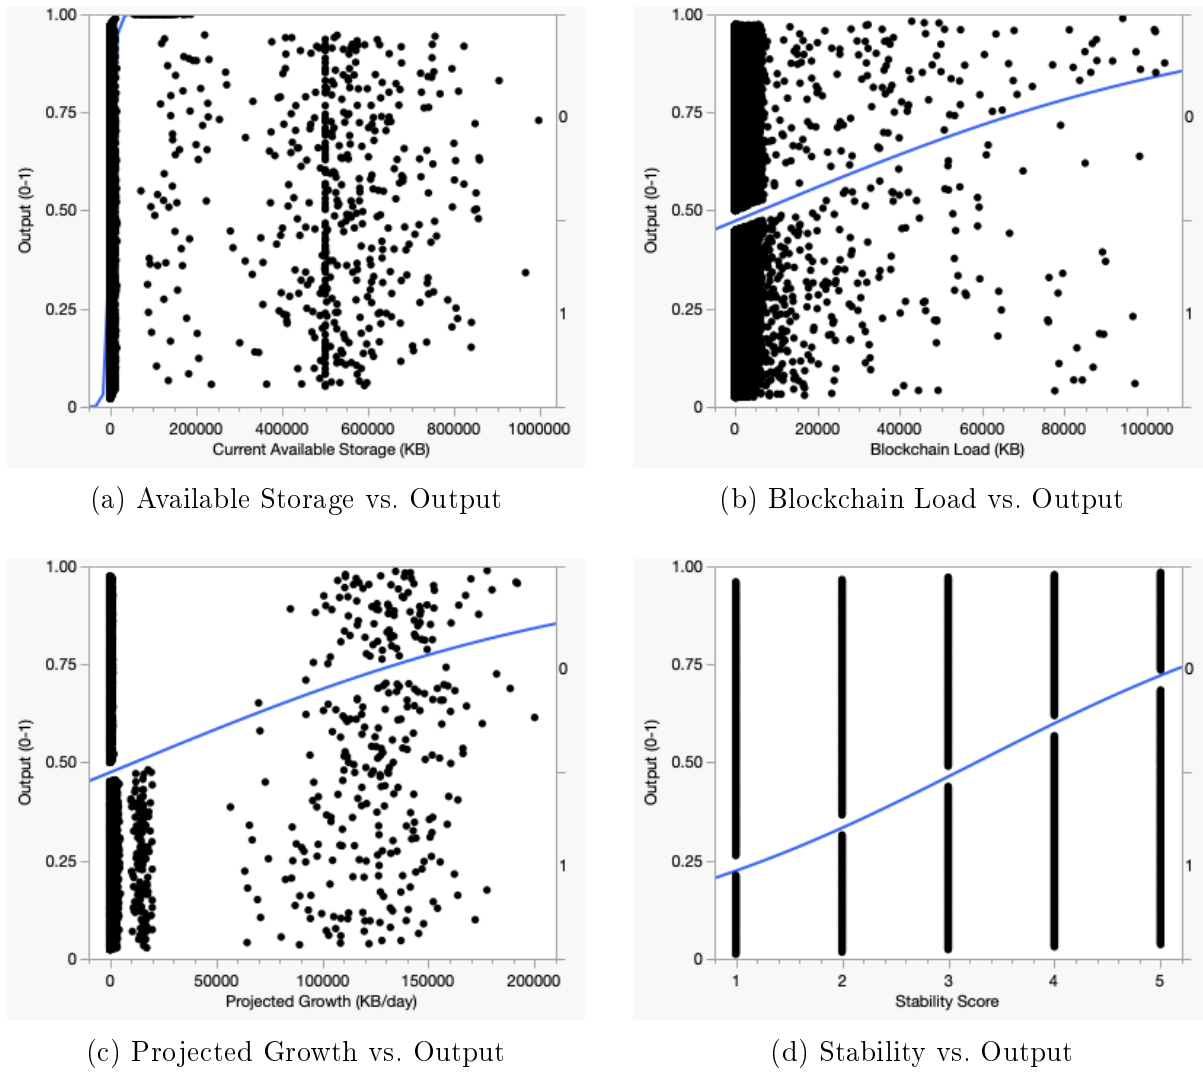 1.00
0.75
0.50
0.25
0
Output (0-1)
0
1
0 200000 400000 600000 800000 1000000
Current Available Storage (KB)
(a) Available Storage vs. Output
1.00
0.75
0.50
0.25
0
Output (0-1)
0
1
0 20000 40000 60000 80000 100000
Blockchain Load (KB)
(b) Blockchain Load vs. Output
1.00
0.75
0.50
0.25
0
Output (0-1)
0
1
0 50000 100000 150000 200000
Projected Growth (KB/day)
(c) Projected Growth vs. Output
1.00
0.75
0.50
0.25
0
Output (0-1)
0
1
1 2 3 4 5
Stability Score
(d) Stability vs. Output